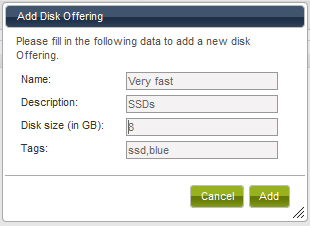 Add Disk Offering
Please fill in the following data to add a new disk
Offering.
Name: Very fast
Description: SSDs
Disk size (in GB): 8
Tags: ssd,blue
Cancel Add